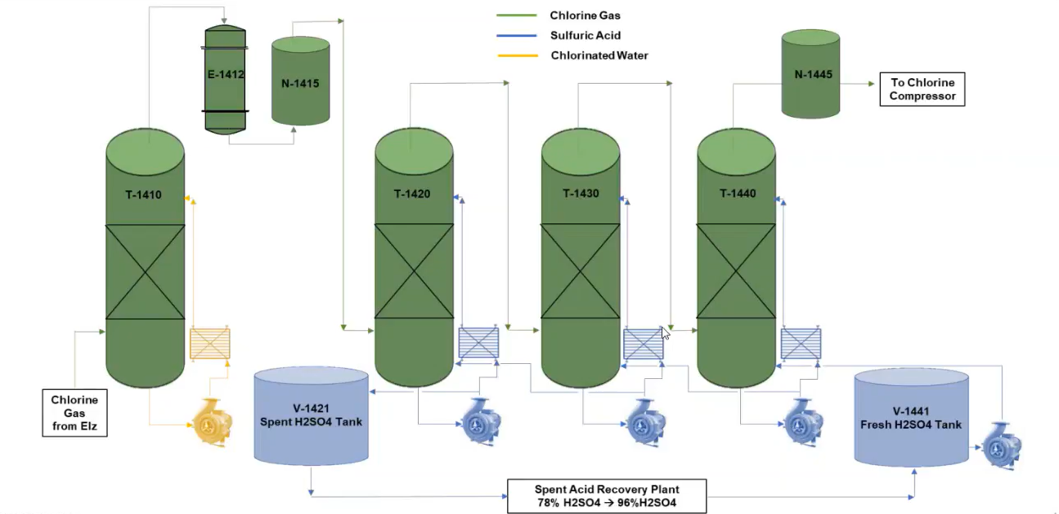 Chlorine Gas
Sulfuric Acid
Chlorinated Water
E-1412
N-1415
N-1445
To Chlorine
Compressor
T-1410
T-1420
T-1430
T-1440
Chlorine
Gas
from Elz
V-1421
Spent H2SO4 Tank
V-1441
Fresh H2SO4 Tank
Spent Acid Recovery Plant
78% H2SO4 → 96%H2SO4